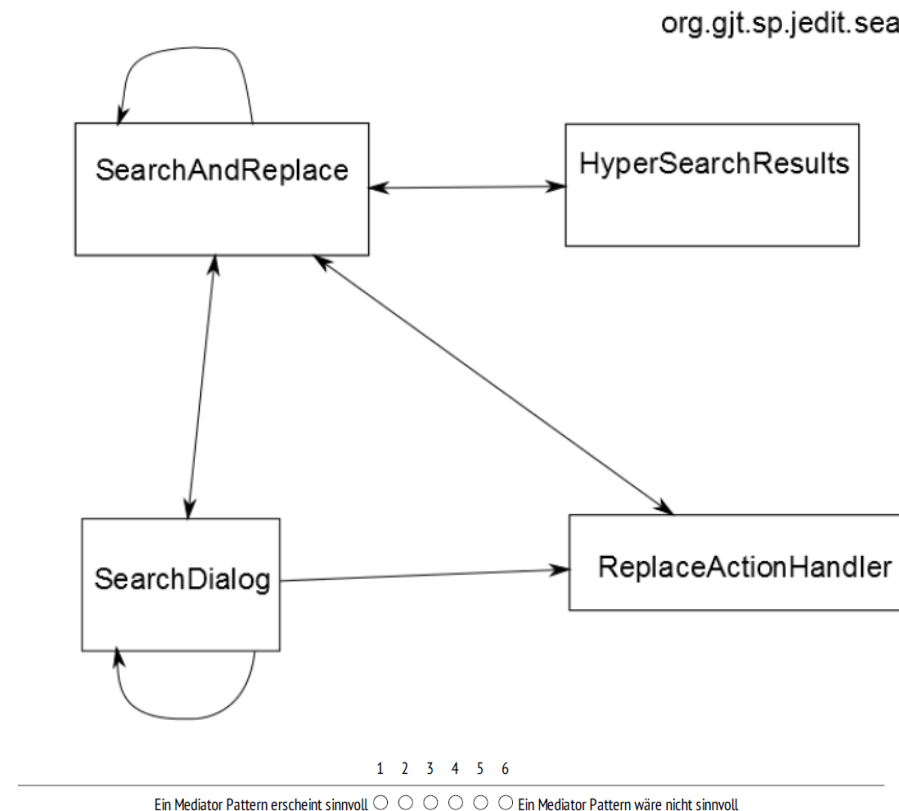 org.gjt.sp.jedit.sea
SearchAndReplace
HyperSearchResults
SearchDialog
ReplaceActionHandler
1 2 3 4 5 6
Ein Mediator Pattern erscheint sinnvoll Ein Mediator Pattern wäre nicht sinnvoll